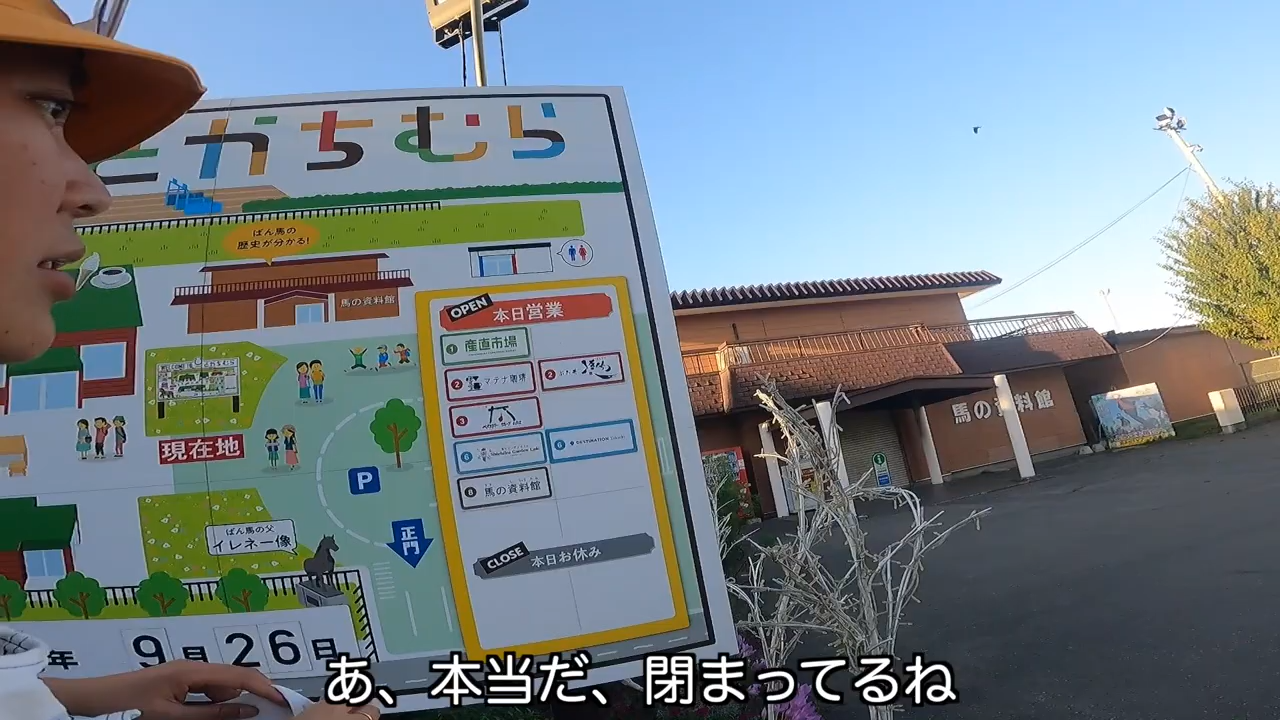 とかちむら
ばん馬の
歴史が分かる!
馬の資料館
OPEN 本日営業
1 産直市場
2 マテナ珈琲
2
3
6
8
8 馬の資料館
現在地
P
正門
ばん馬の父
イレネー像
CLOSE 本日お休み
年 9月26日
馬の資料館
あ、本当だ、閉まってるね